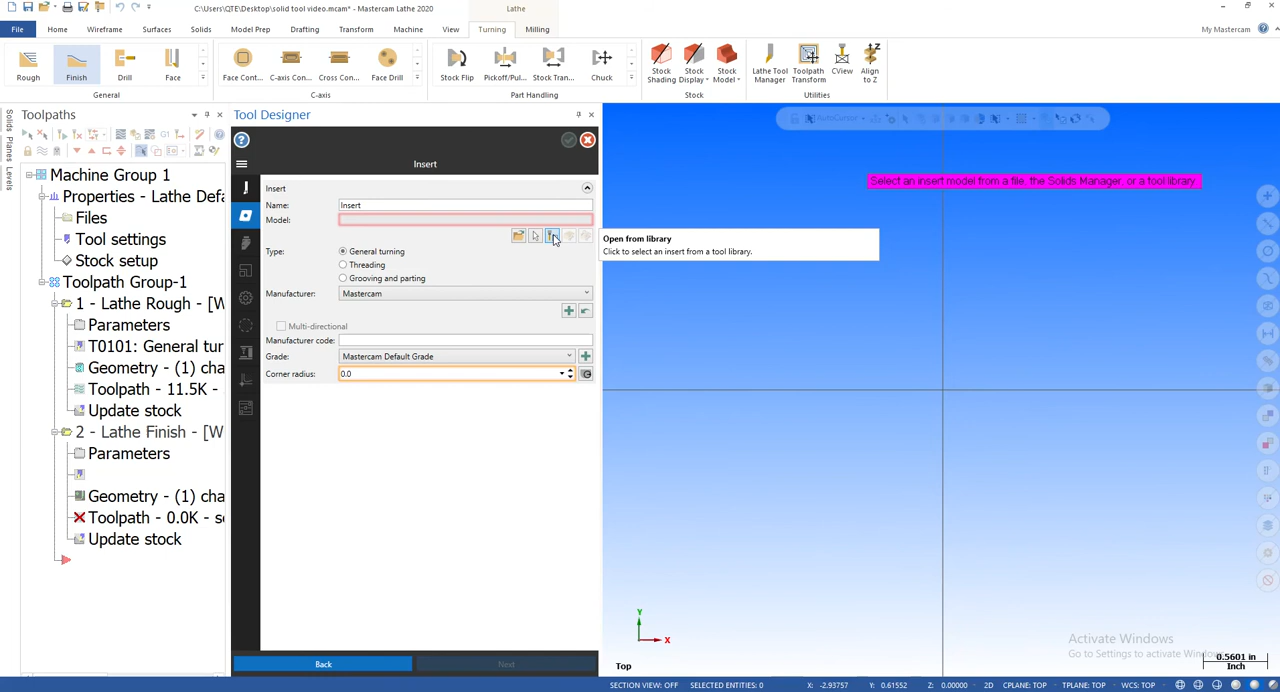 C:\Users\QTE\Desktop\solid tool video.mcam* - Mastercam Lathe 2020
Lathe
File Home Wireframe Surfaces Solids Model Prep Drafting Transform Machine View Turning Milling
My Mastercam
Rough Finish Drill Face
Face Cont... C-axis Con... Cross Con... Face Drill
Stock Flip Pickoff/Pul... Stock Tran... Chuck
Stock Shading
Stock Display
Stock Model
Lathe Tool Manager
Toolpath Transform
CView
Align to Z
General C-axis Part Handling Stock Utilities
Toolpaths
Tool Designer
Solids
Planes
Levels
G1
AutoCursor
Machine Group 1
Properties - Lathe Defa
Files
Tool settings
Stock setup
Toolpath Group-1
1 - Lathe Rough - [W
Parameters
T0101: General tur
Geometry - (1) cha
Toolpath - 11.5K -
Update stock
2 - Lathe Finish - [W
Parameters
Geometry - (1) cha
Toolpath - 0.0K - s
Update stock
Insert
Insert
Name: Insert
Model:
Type: General turning
Threading
Grooving and parting
Manufacturer: Mastercam
Multi-directional
Manufacturer code:
Grade: Mastercam Default Grade
Corner radius: 0.0
Back Next
Select an insert model from a file, the Solids Manager, or a tool library.
Open from library
Click to select an insert from a tool library.
Y
X
Top
Activate Windows
Go to Settings to activate Windows
0.5601 in
Inch
SECTION VIEW: OFF SELECTED ENTITIES: 0 X: -2.93757 Y: 0.61552 Z: 0.00000 2D CPLANE: TOP TPLANE: TOP WCS: TOP